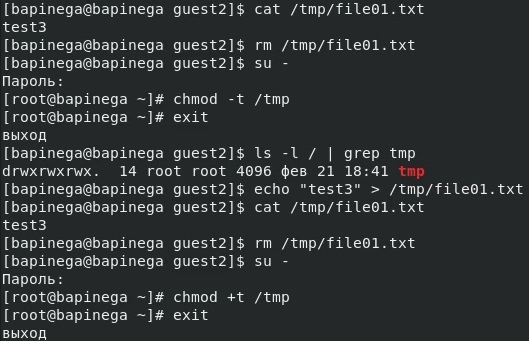 [bapinega@bapinega guest2]$ cat /tmp/file01.txt
test3
[bapinega@bapinega guest2]$ rm /tmp/file01.txt
[bapinega@bapinega guest2]$ su -
Пароль:
[root@bapinega ~]# chmod -t /tmp
[root@bapinega ~]# exit
выход
[bapinega@bapinega guest2]$ ls -l / | grep tmp
drwxrwxrwx.  14 root root 4096 фев 21 18:41 tmp
[bapinega@bapinega guest2]$ echo "test3" > /tmp/file01.txt
[bapinega@bapinega guest2]$ cat /tmp/file01.txt
test3
[bapinega@bapinega guest2]$ rm /tmp/file01.txt
[bapinega@bapinega guest2]$ su -
Пароль:
[root@bapinega ~]# chmod +t /tmp
[root@bapinega ~]# exit
выход